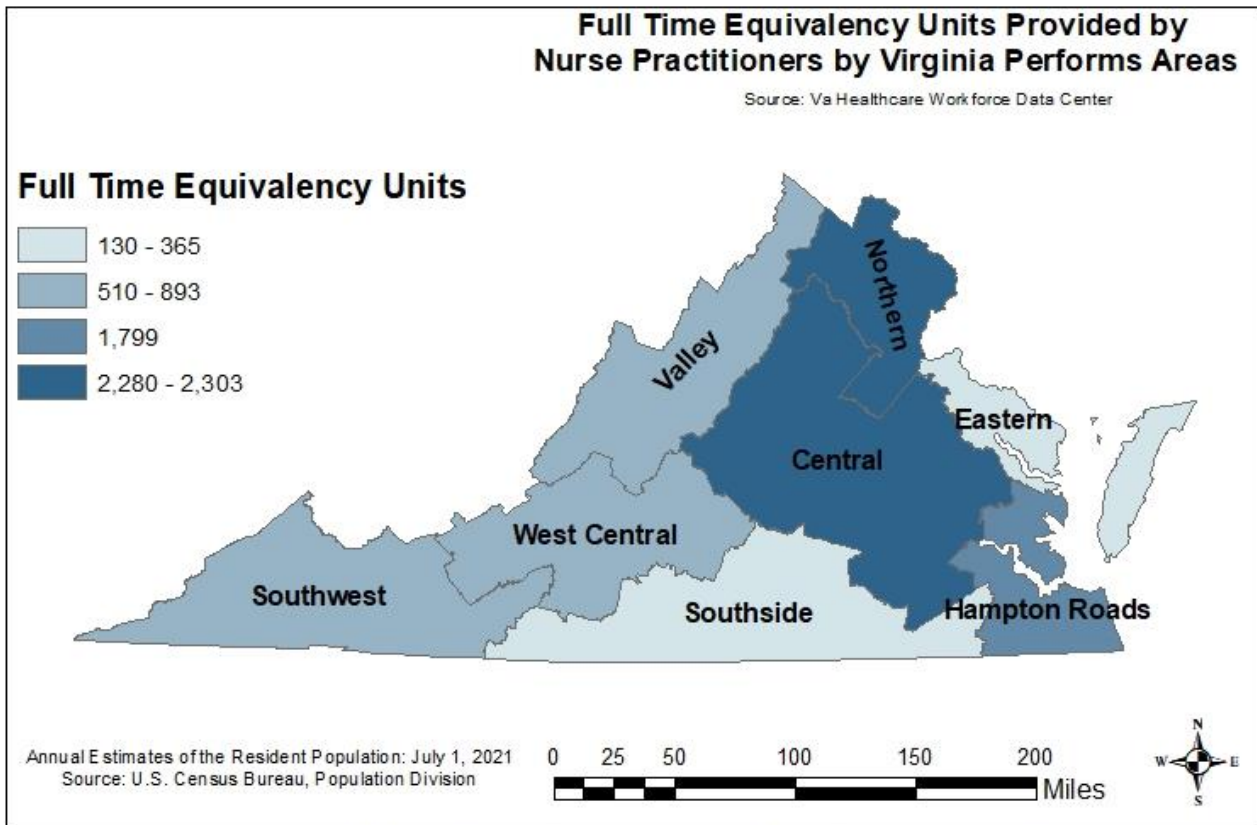 Full Time Equivalency Units Provided by
Nurse Practitioners by Virginia Performs Areas
Source: Va Healthcare Workforce Data Center
Full Time Equivalency Units
130 - 365
510 - 893
1,799
2,280 - 2,303
Northern
Valley
Eastern
Central
West Central
Southwest
Southside
Hampton Roads
Annual Estimates of the Resident Population: July 1, 2021
Source: U.S. Census Bureau, Population Division
0 25 50 100 150 200
Miles
N
W E
S